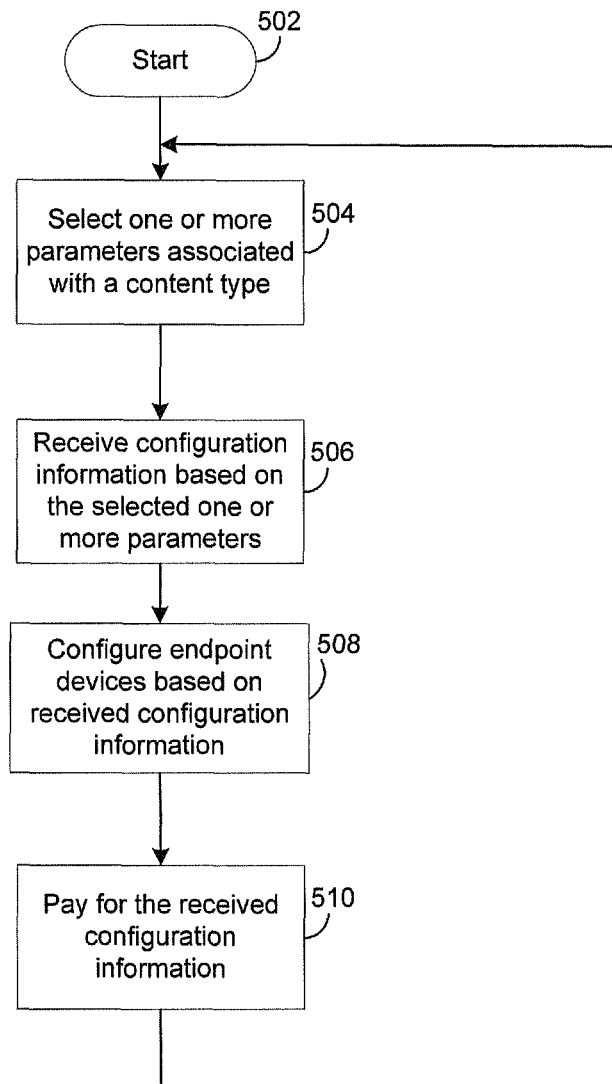 502
Start
504
Select one or more
parameters associated
with a content type
506
Receive configuration
information based on
the selected one or
more parameters
508
Configure endpoint
devices based on
received configuration
information
510
Pay for the received
configuration
information